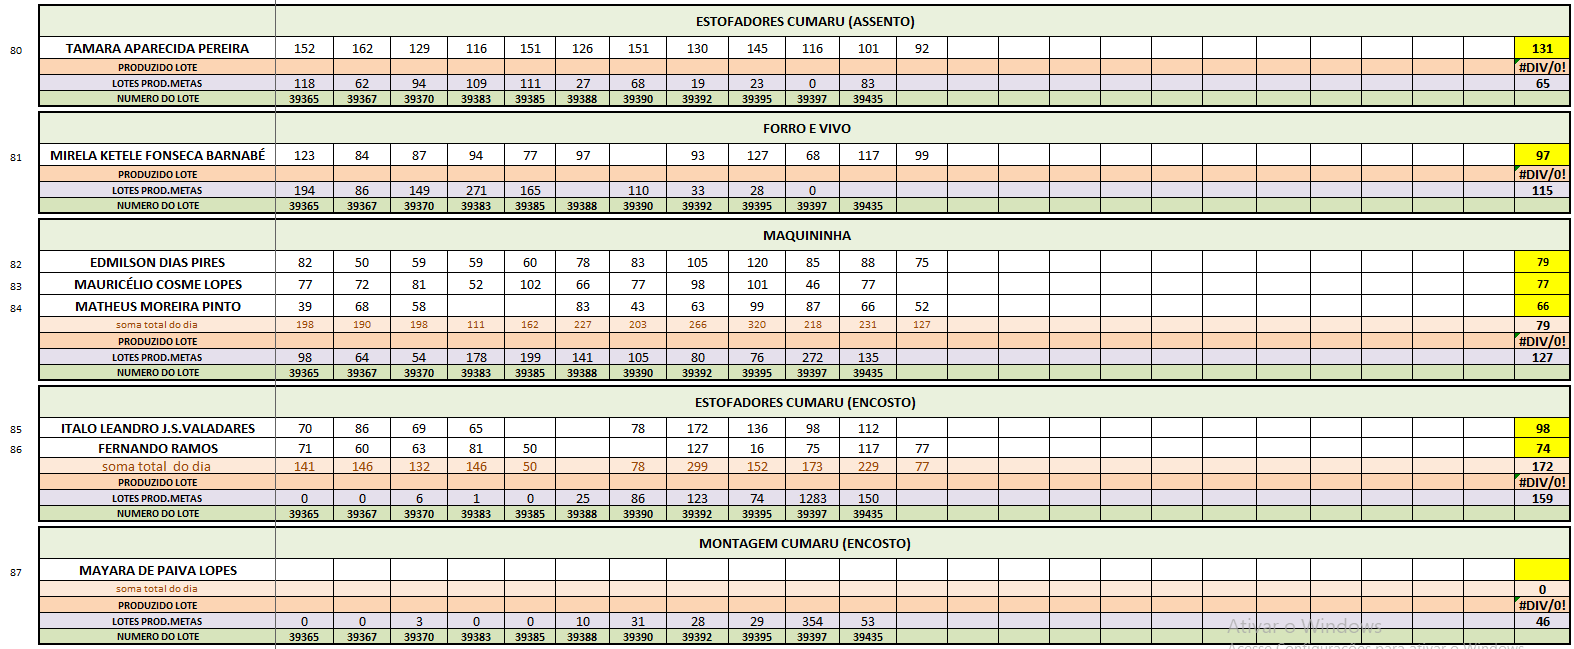 ESTOFADORES CUMARU (ASSENTO)
80 TAMARA APARECIDA PEREIRA 152 162 129 116 151 126 151 130 145 116 101 92 131
PRODUZIDO LOTE #DIV/0!
LOTES PROD.METAS 118 62 94 109 111 27 68 19 23 0 83 65
NUMERO DO LOTE 39365 39367 39370 39383 39385 39388 39390 39392 39395 39397 39435
FORRO E VIVO
81 MIRELA KETELE FONSECA BARNABÉ 123 84 87 94 77 97 93 127 68 117 99 97
PRODUZIDO LOTE #DIV/0!
LOTES PROD.METAS 194 86 149 271 165 110 33 28 0 115
NUMERO DO LOTE 39365 39367 39370 39383 39385 39388 39390 39392 39395 39397 39435
MAQUININHA
82 EDMILSON DIAS PIRES 82 50 59 59 60 78 83 105 120 85 88 75 79
83 MAURICÉLIO COSME LOPES 77 72 81 52 102 66 77 98 101 46 77 77
84 MATHEUS MOREIRA PINTO 39 68 58 83 43 63 99 87 66 52 66
soma total do dia 198 190 198 111 162 227 203 266 320 218 231 127 79
PRODUZIDO LOTE #DIV/0!
LOTES PROD.METAS 98 64 54 178 199 141 105 80 76 272 135 127
NUMERO DO LOTE 39365 39367 39370 39383 39385 39388 39390 39392 39395 39397 39435
ESTOFADORES CUMARU (ENCOSTO)
85 ITALO LEANDRO J.S.VALADARES 70 86 69 65 78 172 136 98 112 98
86 FERNANDO RAMOS 71 60 63 81 50 127 16 75 117 77 74
soma total do dia 141 146 132 146 50 78 299 152 173 229 77 172
PRODUZIDO LOTE #DIV/0!
LOTES PROD.METAS 0 0 6 1 0 25 86 123 74 1283 150 159
NUMERO DO LOTE 39365 39367 39370 39383 39385 39388 39390 39392 39395 39397 39435
MONTAGEM CUMARU (ENCOSTO)
87 MAYARA DE PAIVA LOPES
soma total do dia 0
PRODUZIDO LOTE #DIV/0!
LOTES PROD.METAS 0 0 3 0 0 10 31 28 29 354 53 46
NUMERO DO LOTE 39365 39367 39370 39383 39385 39388 39390 39392 39395 39397 39435
Ativar o Windows
Acesse Configurações para ativar o Windows